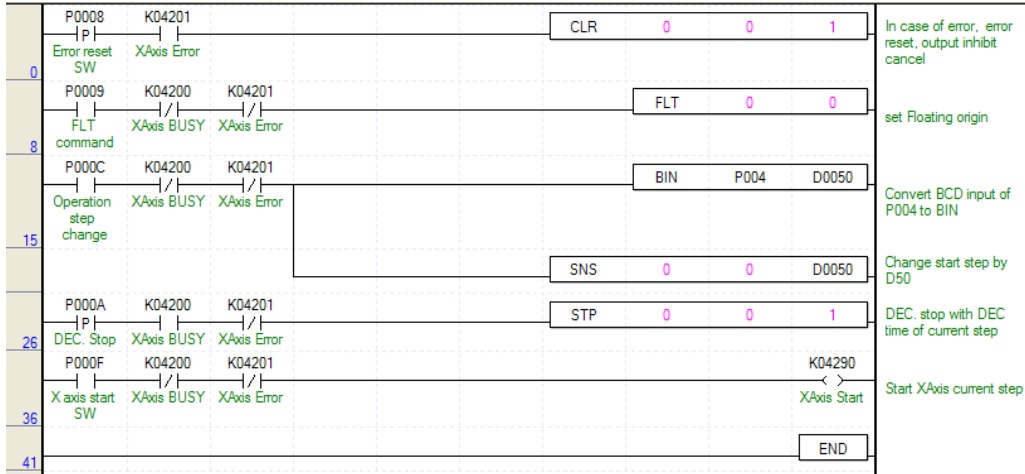 P0008 K04201
P
CLR 0 0 1
Error reset
SW
XAxis Error
In case of error, error
reset, output inhibit
cancel
0
P0009 K04200 K04201
FLT 0 0
FLT
command
XAxis BUSY XAxis Error
set Floating origin
8
P000C K04200 K04201
BIN P004 D0050
Operation
step
change
XAxis BUSY XAxis Error
Convert BCD input of
P004 to BIN
15
SNS 0 0 D0050
Change start step by
D50
P000A K04200 K04201
P
STP 0 0 1
DEC. Stop XAxis BUSY XAxis Error
DEC. stop with DEC
time of current step
26
P000F K04200 K04201 K04290
X axis start
SW
XAxis BUSY XAxis Error XAxis Start
Start XAxis current step
36
END
41